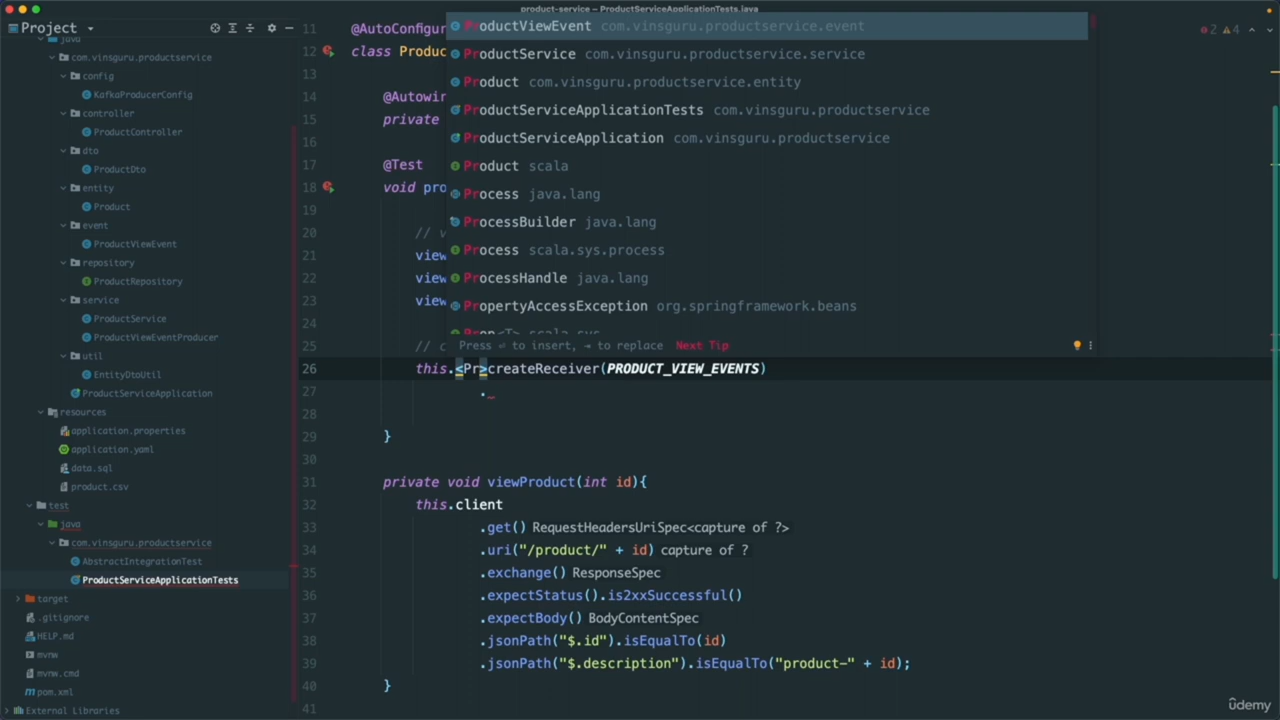 product-service – ProductServiceApplicationTests.java
Project
java
com.vinsguru.productservice
config
KafkaProducerConfig
controller
ProductController
dto
ProductDto
entity
Product
event
ProductViewEvent
repository
ProductRepository
service
ProductService
ProductViewEventProducer
util
EntityDtoUtil
ProductServiceApplication
resources
application.properties
application.yaml
data.sql
product.csv
test
java
com.vinsguru.productservice
AbstractIntegrationTest
ProductServiceApplicationTests
target
.gitignore
HELP.md
mvnw
mvnw.cmd
pom.xml
External Libraries
11 @AutoConfigur
12 class Produc
13
14 @Autowir
15 private
16
17 @Test
18 void pro
19
20 // v
21 view
22 view
23 view
24
25 // c
26 this.<Pr>createReceiver(PRODUCT_VIEW_EVENTS)
27 .
28
29 }
30
31 private void viewProduct(int id){
32 this.client
33 .get() RequestHeadersUriSpec<capture of ?>
34 .uri("/product/" + id) capture of ?
35 .exchange() ResponseSpec
36 .expectStatus().is2xxSuccessful()
37 .expectBody() BodyContentSpec
38 .jsonPath("$.id").isEqualTo(id)
39 .jsonPath("$.description").isEqualTo("product-" + id);
40 }
41
ProductViewEvent com.vinsguru.productservice.event
ProductService com.vinsguru.productservice.service
Product com.vinsguru.productservice.entity
ProductServiceApplicationTests com.vinsguru.productservice
ProductServiceApplication com.vinsguru.productservice
Product scala
Process java.lang
ProcessBuilder java.lang
Process scala.sys.process
ProcessHandle java.lang
PropertyAccessException org.springframework.beans
Prop<T> scala.sys
Press ⏎ to insert, ⇥ to replace Next Tip
2 4
udemy